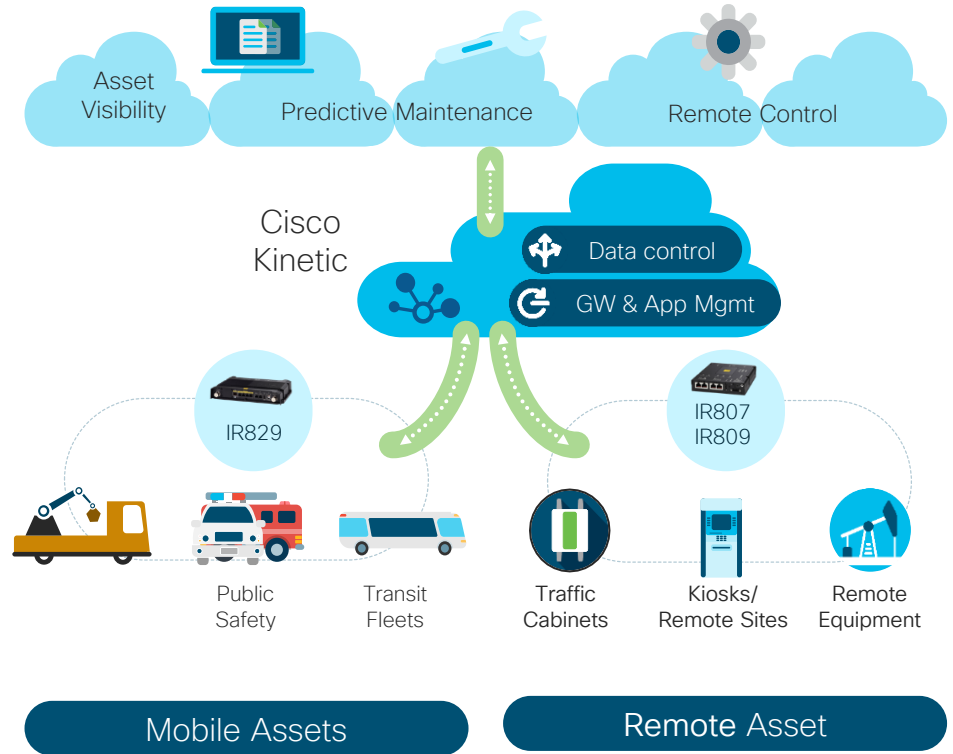 Asset
Visibility
Predictive Maintenance
Remote Control
Cisco
Kinetic
Data control
GW & App Mgmt
IR829
IR807
IR809
Public
Safety
Transit
Fleets
Traffic
Cabinets
Kiosks/
Remote Sites
Remote
Equipment
Mobile Assets
Remote Asset